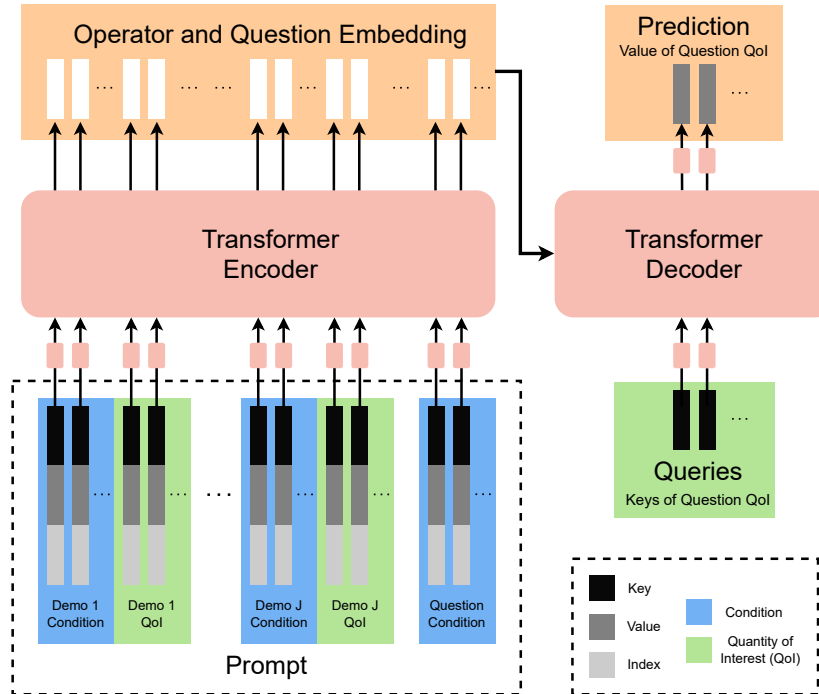 Operator and Question Embedding
... ... ... ... ... ... ...
Prediction
Value of Question QoI
...
Transformer
Encoder
Transformer
Decoder
... ... ... ... ... ...
Demo 1
Condition
Demo 1
QoI
Demo J
Condition
Demo J
QoI
Question
Condition
Prompt
...
Queries
Keys of Question QoI
Key
Value
Index
Condition
Quantity of
Interest (QoI)